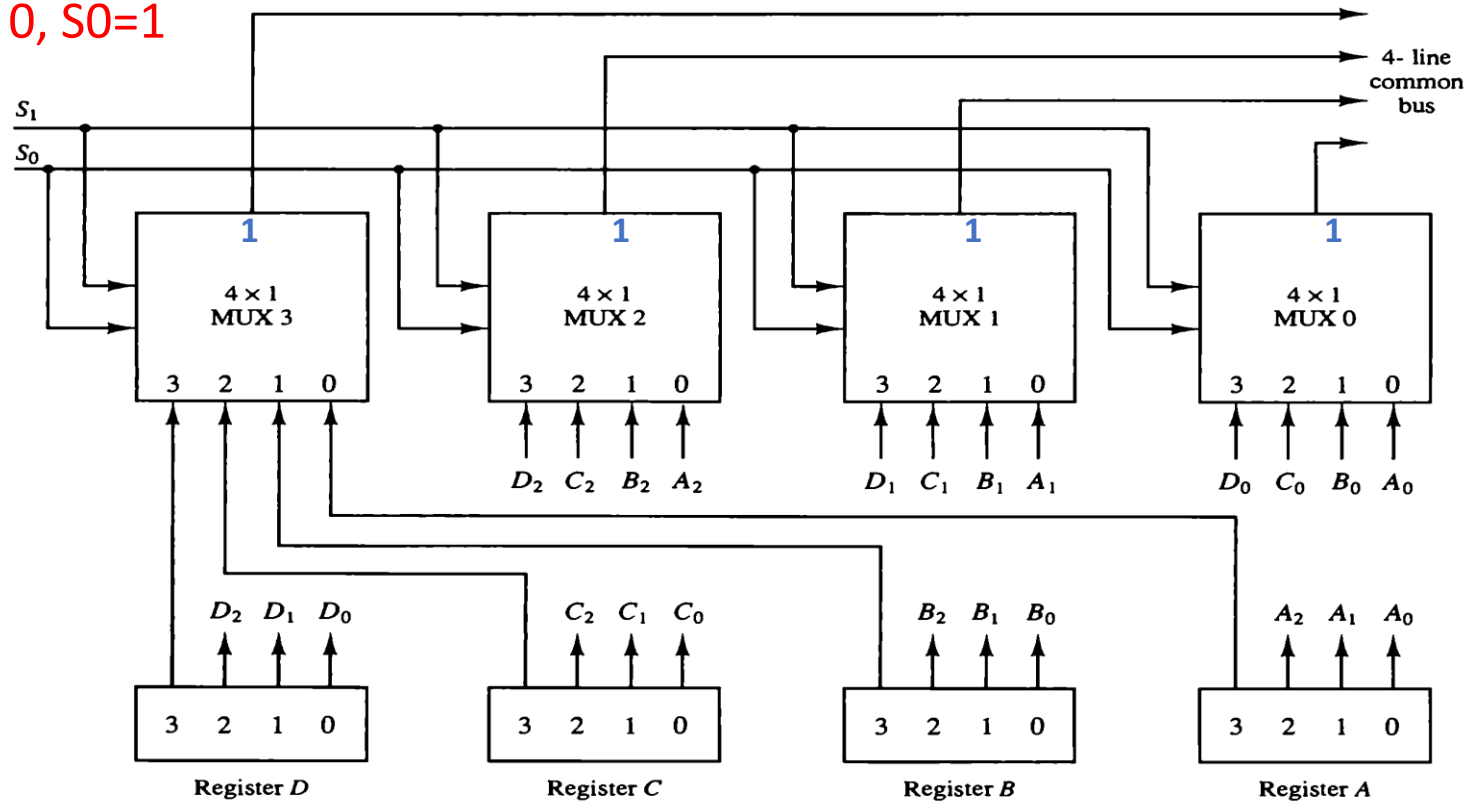 0, S0=1
4- line
common
bus
S₁
S₀
1 1 1 1
4 × 1 4 × 1 4 × 1 4 × 1
MUX 3 MUX 2 MUX 1 MUX 0
3 2 1 0 3 2 1 0 3 2 1 0 3 2 1 0
D₂ C₂ B₂ A₂ D₁ C₁ B₁ A₁ D₀ C₀ B₀ A₀
D₂ D₁ D₀ C₂ C₁ C₀ B₂ B₁ B₀ A₂ A₁ A₀
3 2 1 0 3 2 1 0 3 2 1 0 3 2 1 0
Register D Register C Register B Register A